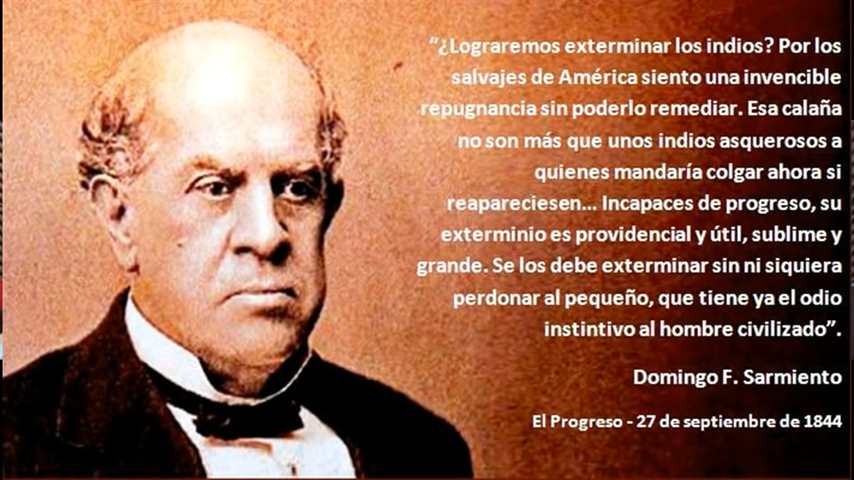 “¿Lograremos exterminar los indios? Por los
salvajes de América siento una invencible
repugnancia sin poderlo remediar. Esa calaña
no son más que unos indios asquerosos a
quienes mandaría colgar ahora si
reapareciesen... Incapaces de progreso, su
exterminio es providencial y útil, sublime y
grande. Se los debe exterminar sin ni siquiera
perdonar al pequeño, que tiene ya el odio
instintivo al hombre civilizado”.
Domingo F. Sarmiento
El Progreso - 27 de septiembre de 1844